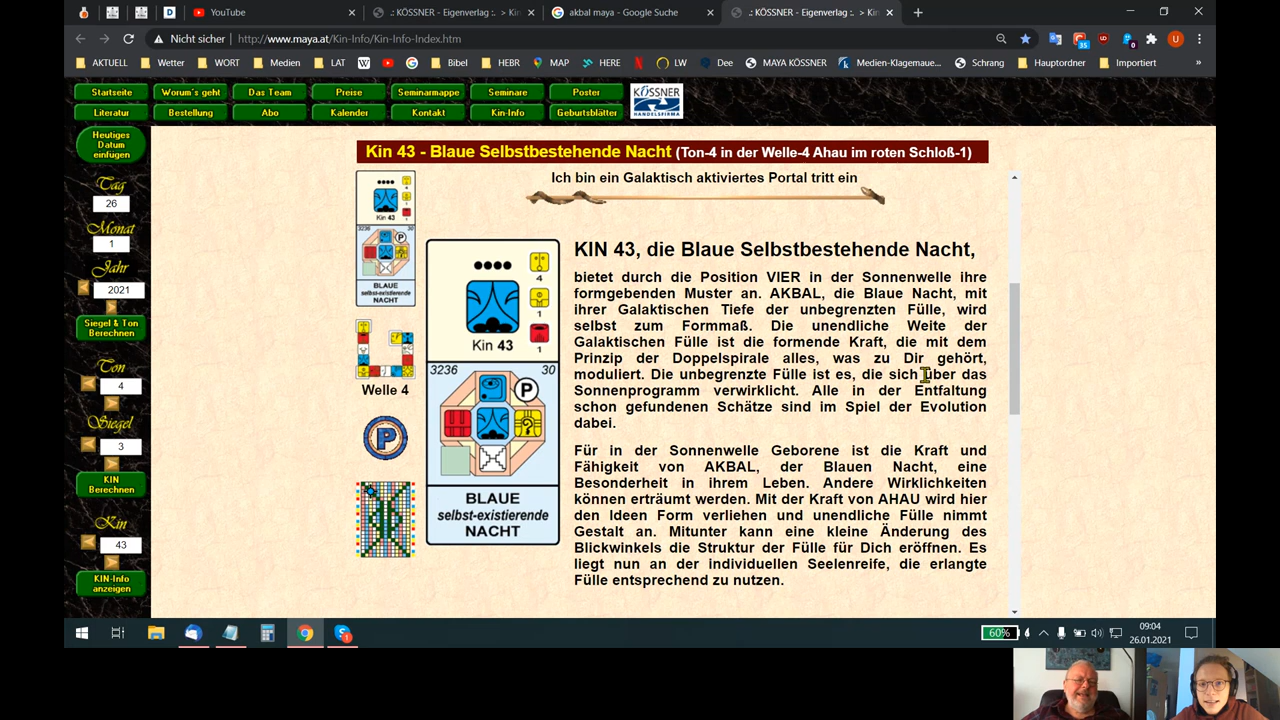 YouTube
.: KÖSSNER - Eigenverlag :. > Kin
akbal maya - Google Suche
.: KÖSSNER - Eigenverlag :. > Kin
Nicht sicher | http://www.maya.at/Kin-Info/Kin-Info-Index.htm
35
0
U
AKTUELL Wetter WORT Medien LAT W G Bibel HEBR MAP HERE N LW Dee MAYA KÖSSNER Medien-Klagemaue... Schrang Hauptordner Importiert »
Startseite Worum's geht Das Team Preise Seminarmappe Seminare Poster
Literatur Bestellung Abo Kalender Kontakt Kin-Info Geburtsblätter
KÖSSNER
HANDELSFIRMA
Heutiges
Datum
einfügen
Tag
26
Monat
1
Jahr
2021
Siegel & Ton
Berechnen
Ton
4
Siegel
3
KIN
Berechnen
Kin
43
KIN-Info
anzeigen
Kin 43 - Blaue Selbstbestehende Nacht (Ton-4 in der Welle-4 Ahau im roten Schloß-1)
Ich bin ein Galaktisch aktiviertes Portal tritt ein
4
1
1
Kin 43
3236 30
P
BLAUE
selbst-existierende
NACHT
Welle 4
P
4
1
1
Kin 43
3236 30
P
BLAUE
selbst-existierende
NACHT
KIN 43, die Blaue Selbstbestehende Nacht,
bietet durch die Position VIER in der Sonnenwelle ihre
formgebenden Muster an. AKBAL, die Blaue Nacht, mit
ihrer Galaktischen Tiefe der unbegrenzten Fülle, wird
selbst zum Formmaß. Die unendliche Weite der
Galaktischen Fülle ist die formende Kraft, die mit dem
Prinzip der Doppelspirale alles, was zu Dir gehört,
moduliert. Die unbegrenzte Fülle ist es, die sich über das
Sonnenprogramm verwirklicht. Alle in der Entfaltung
schon gefundenen Schätze sind im Spiel der Evolution
dabei.
Für in der Sonnenwelle Geborene ist die Kraft und
Fähigkeit von AKBAL, der Blauen Nacht, eine
Besonderheit in ihrem Leben. Andere Wirklichkeiten
können erträumt werden. Mit der Kraft von AHAU wird hier
den Ideen Form verliehen und unendliche Fülle nimmt
Gestalt an. Mitunter kann eine kleine Änderung des
Blickwinkels die Struktur der Fülle für Dich eröffnen. Es
liegt nun an der individuellen Seelenreife, die erlangte
Fülle entsprechend zu nutzen.
60%
09:04
26.01.2021